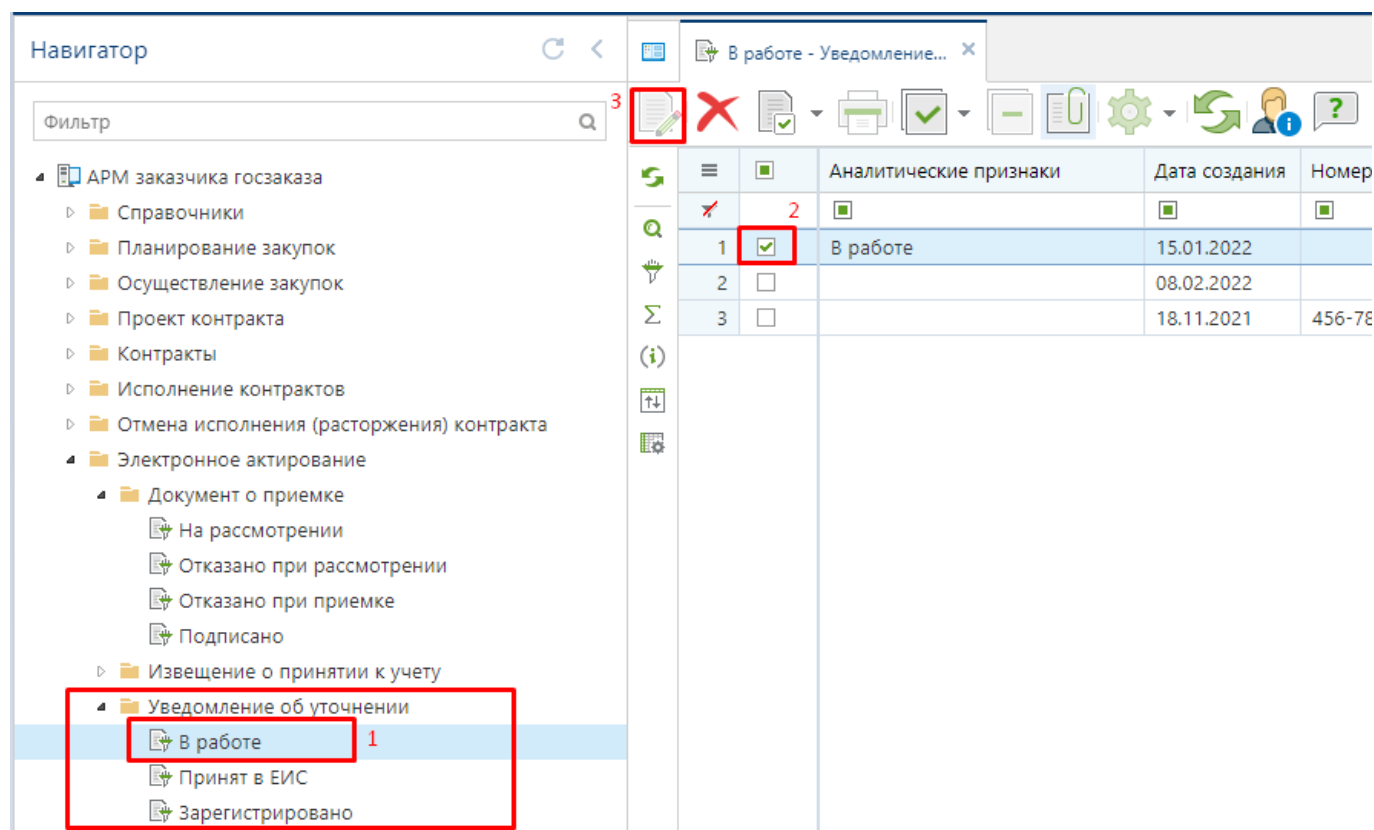 Навигатор
В работе - Уведомление...
Фильтр
3
АРМ заказчика госзаказа
Справочники
Планирование закупок
Осуществление закупок
Проект контракта
Контракты
Исполнение контрактов
Отмена исполнения (расторжения) контракта
Электронное актирование
Документ о приемке
На рассмотрении
Отказано при рассмотрении
Отказано при приемке
Подписано
Извещение о принятии к учету
Уведомление об уточнении
В работе 1
Принят в ЕИС
Зарегистрировано
Аналитические признаки Дата создания Номер
2
1 В работе 15.01.2022
2 08.02.2022
3 18.11.2021 456-78